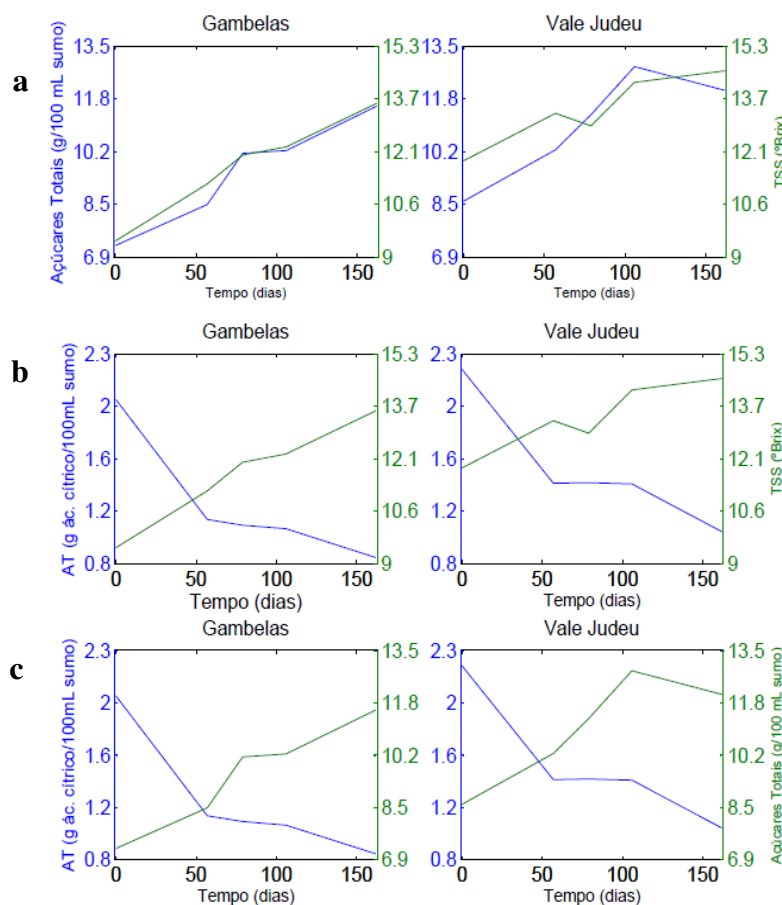 a
Gambelas
Açúcares Totais (g/100 mL sumo)
13.5
11.8
10.2
8.5
6.9
15.3
13.7
12.1
10.6
9
0 50 100 150
Tempo (dias)
Vale Judeu
13.5
11.8
10.2
8.5
6.9
15.3
13.7
12.1
10.6
9
TSS (ºBrix)
0 50 100 150
Tempo (dias)
b
Gambelas
AT (g ác. cítrico/100mL sumo)
2.3
2
1.6
1.2
0.8
15.3
13.7
12.1
10.6
9
0 50 100 150
Tempo (dias)
Vale Judeu
2.3
2
1.6
1.2
0.8
15.3
13.7
12.1
10.6
9
TSS (ºBrix)
0 50 100 150
Tempo (dias)
c
Gambelas
AT (g ác. cítrico/100mL sumo)
2.3
2
1.6
1.2
0.8
13.5
11.8
10.2
8.5
6.9
0 50 100 150
Tempo (dias)
Vale Judeu
2.3
2
1.6
1.2
0.8
13.5
11.8
10.2
8.5
6.9
Açúcares Totais (g/100 mL sumo)
0 50 100 150
Tempo (dias)